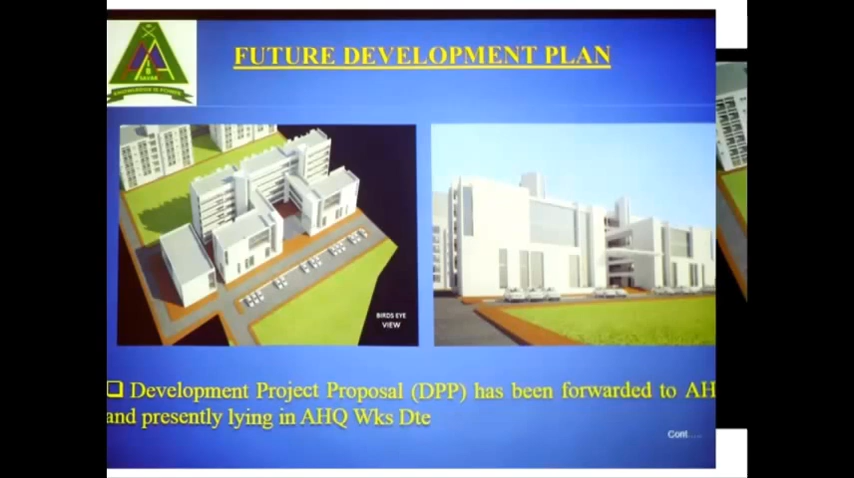 FUTURE DEVELOPMENT PLAN
BIRDS EYE
VIEW
❑ Development Project Proposal (DPP) has been forwarded to AH
and presently lying in AHQ Wks Dte
Cont.....